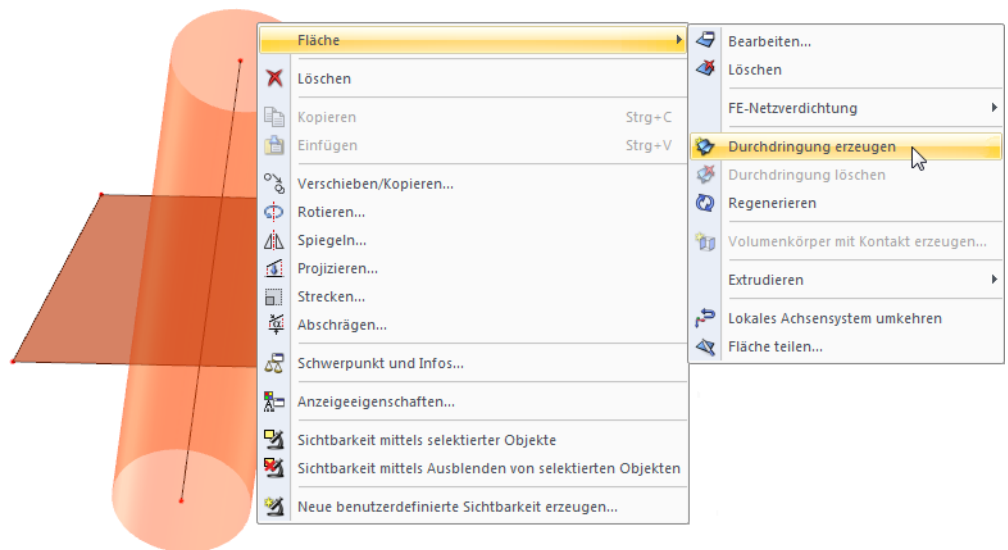 Fläche
Löschen
Kopieren Strg+C
Einfügen Strg+V
Verschieben/Kopieren...
Rotieren...
Spiegeln...
Projizieren...
Strecken...
Abschrägen...
Schwerpunkt und Infos...
Anzeigeeigenschaften...
Sichtbarkeit mittels selektierter Objekte
Sichtbarkeit mittels Ausblenden von selektierten Objekten
Neue benutzerdefinierte Sichtbarkeit erzeugen...
Bearbeiten...
Löschen
FE-Netzverdichtung
Durchdringung erzeugen
Durchdringung löschen
Regenerieren
Volumenkörper mit Kontakt erzeugen...
Extrudieren
Lokales Achsensystem umkehren
Fläche teilen...